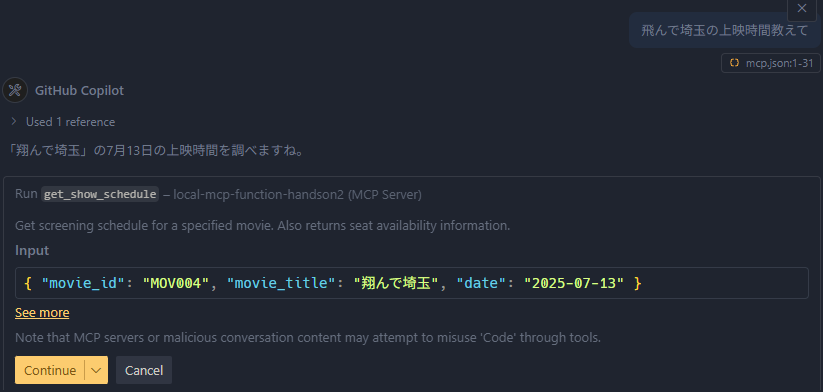 飛んで埼玉の上映時間教えて
mcp.json:1-31
GitHub Copilot
Used 1 reference
「翔んで埼玉」の7月13日の上映時間を調べますね。
Run get_show_schedule – local-mcp-function-handson2 (MCP Server)
Get screening schedule for a specified movie. Also returns seat availability information.
Input
{ "movie_id": "MOV004", "movie_title": "翔んで埼玉", "date": "2025-07-13" }
See more
Note that MCP servers or malicious conversation content may attempt to misuse 'Code' through tools.
Continue Cancel